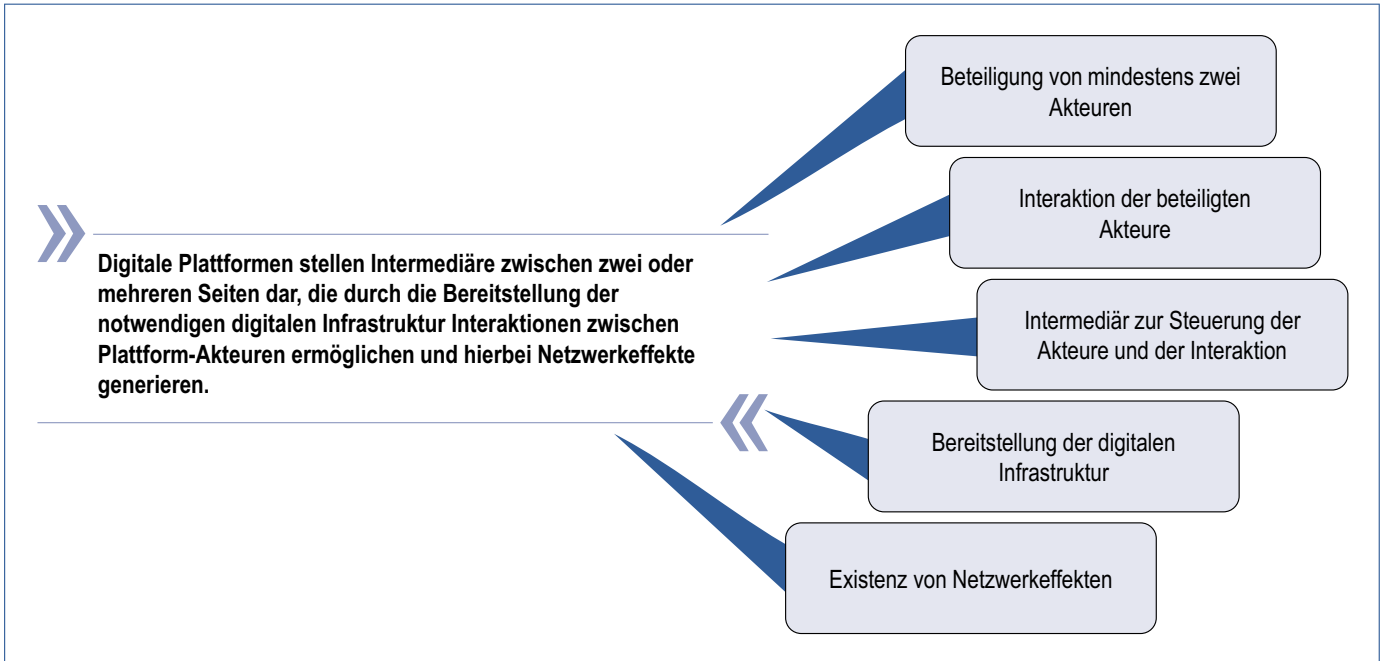 Beteiligung von mindestens zwei
Akteuren
Interaktion der beteiligten
Akteure
Digitale Plattformen stellen Intermediäre zwischen zwei oder
mehreren Seiten dar, die durch die Bereitstellung der
notwendigen digitalen Infrastruktur Interaktionen zwischen
Plattform-Akteuren ermöglichen und hierbei Netzwerkeffekte
generieren.
Intermediär zur Steuerung der
Akteure und der Interaktion
Bereitstellung der digitalen
Infrastruktur
Existenz von Netzwerkeffekten